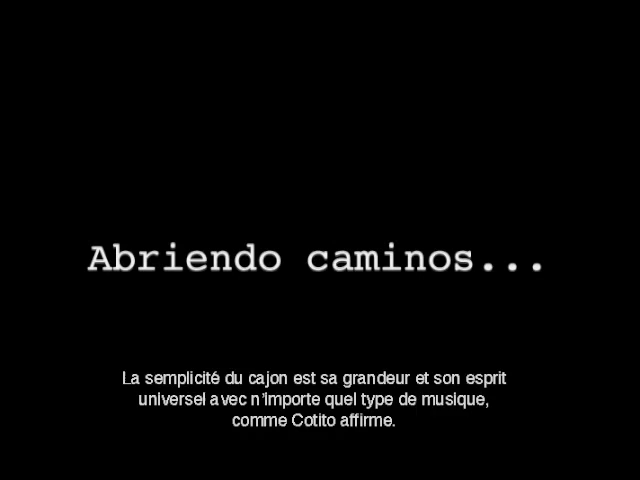 Abriendo caminos...
La semplicité du cajon est sa grandeur et son esprit
universel avec n'importe quel type de musique,
comme Cotito affirme.